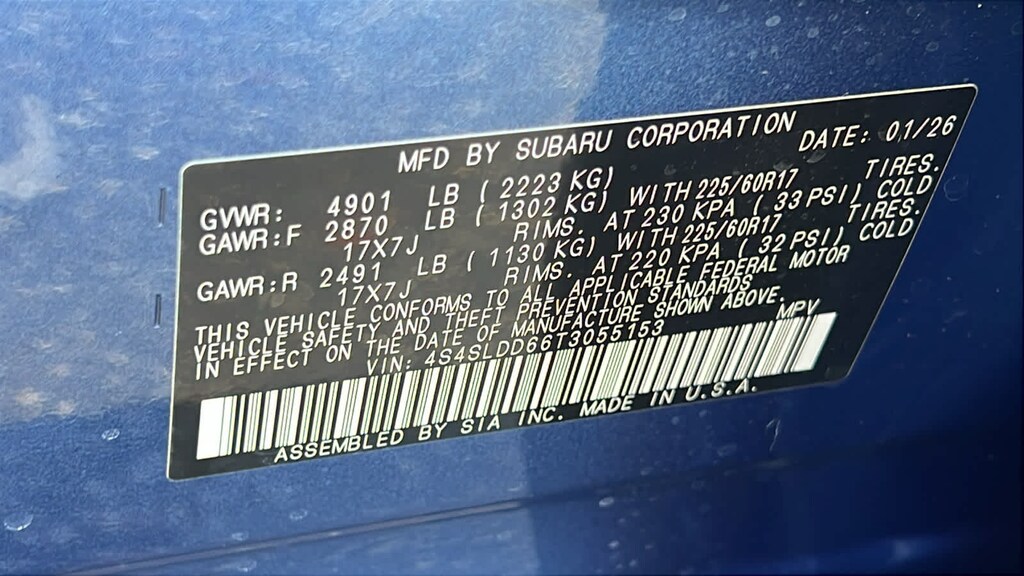 MFD BY SUBARU CORPORATION DATE: 01/26
GVWR: 4901 LB ( 2223 KG)
GAWR:F 2870 LB ( 1302 KG) WITH 225/60R17 TIRES.
17X7J RIMS. AT 230 KPA ( 33 PSI) COLD
GAWR:R 2491 LB ( 1130 KG) WITH 225/60R17 TIRES.
17X7J RIMS. AT 220 KPA ( 32 PSI) COLD
THIS VEHICLE CONFORMS TO ALL APPLICABLE FEDERAL MOTOR
VEHICLE SAFETY AND THEFT PREVENTION STANDARDS
IN EFFECT ON THE DATE OF MANUFACTURE SHOWN ABOVE.
VIN: 4S4SLDD66T3055153 MPV
ASSEMBLED BY SIA INC. MADE IN U.S.A.